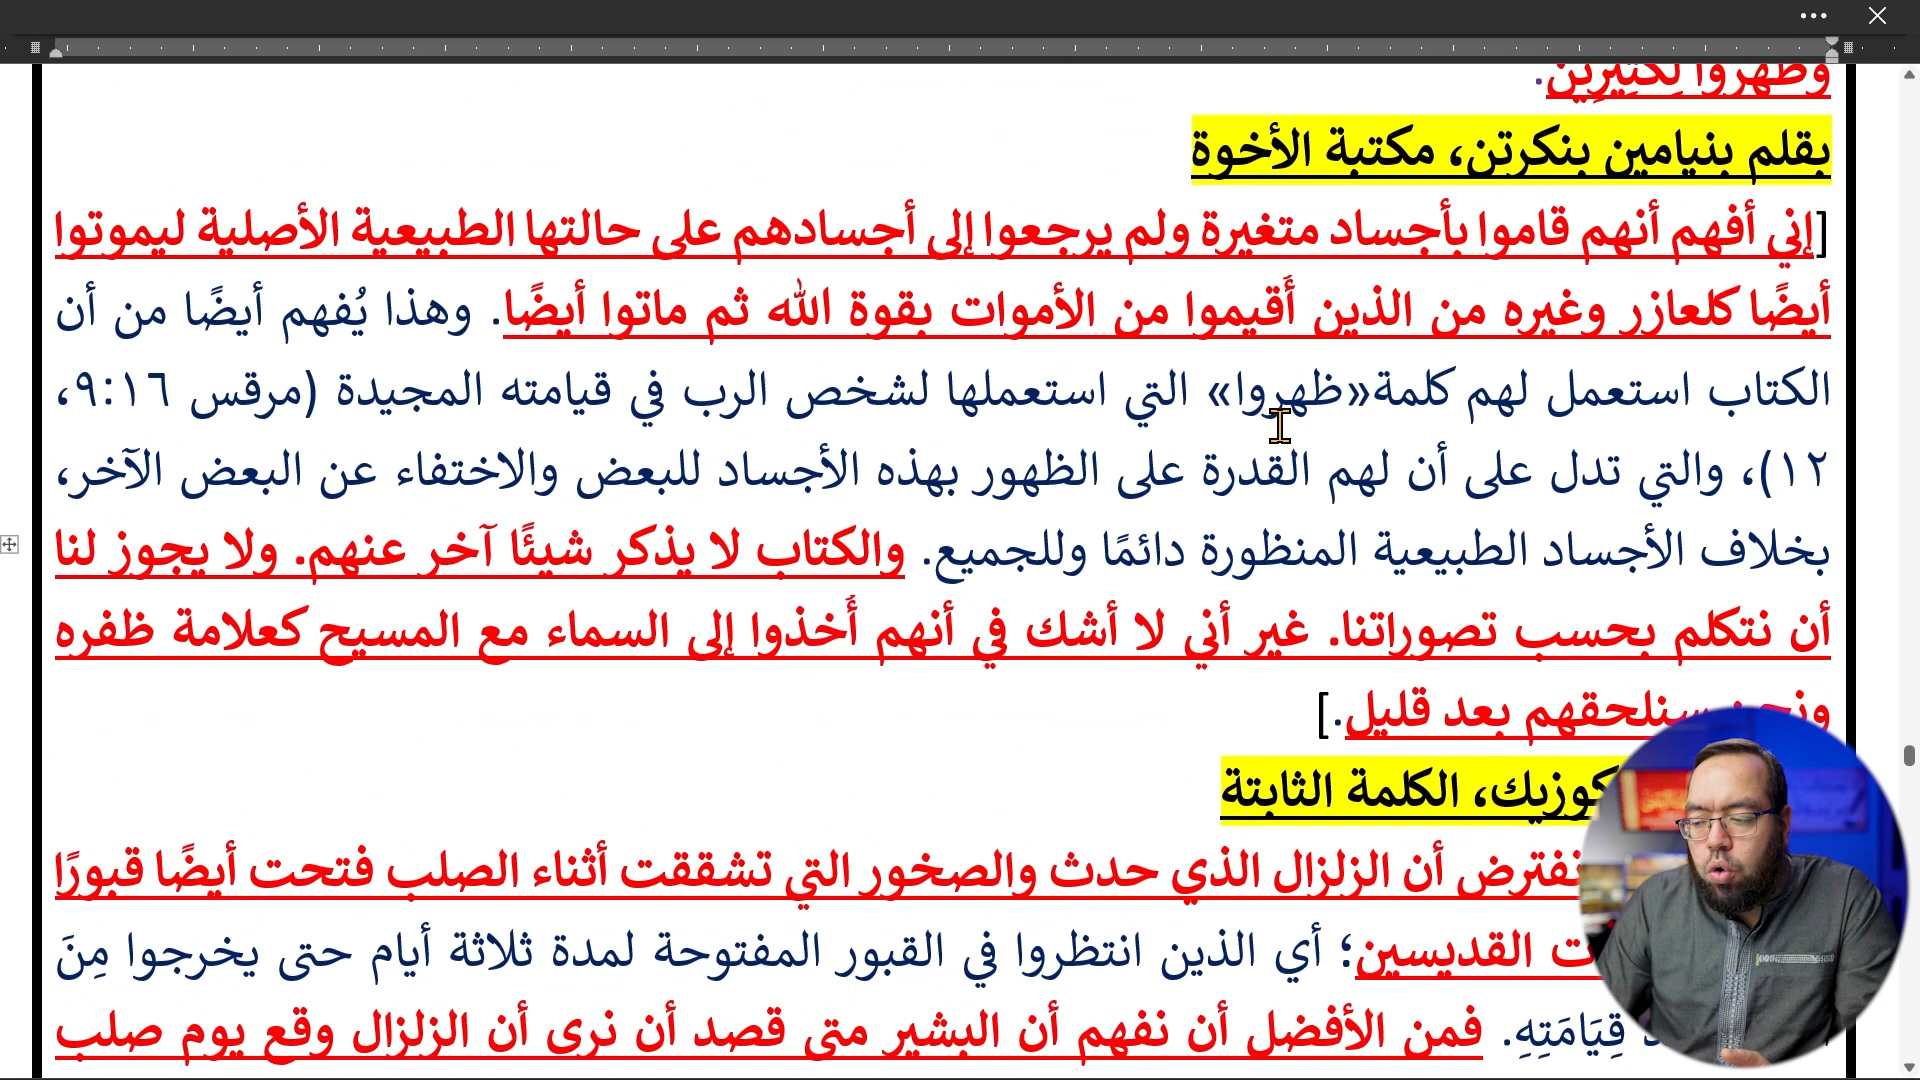 وَظَهَرُوا لِكَثِيرِينَ.
بقلم بنيامين بنكرتن، مكتبة الأخوة
[إني أفهم أنهم قاموا بأجساد متغيرة ولم يرجعوا إلى أجسادهم على حالتها الطبيعية الأصلية ليموتوا
أيضًا كلعازر وغيره من الذين أُقيموا من الأموات بقوة الله ثم ماتوا أيضًا. وهذا يُفهم أيضًا من أن
الكتاب استعمل لهم كلمة«ظهروا» التي استعملها لشخص الرب في قيامته المجيدة (مرقس ١٦:٩،
١٢)، والتي تدل على أن لهم القدرة على الظهور بهذه الأجساد للبعض والاختفاء عن البعض الآخر،
بخلاف الأجساد الطبيعية المنظورة دائمًا وللجميع. والكتاب لا يذكر شيئًا آخر عنهم. ولا يجوز لنا
أن نتكلم بحسب تصوراتنا. غير أني لا أشك في أنهم أُخذوا إلى السماء مع المسيح كعلامة ظفره
ونحن سنلحقهم بعد قليل.]
كوزيك، الكلمة الثابتة
نفترض أن الزلزال الذي حدث والصخور التي تشققت أثناء الصلب فتحت أيضًا قبورًا
القديسين؛ أي الذين انتظروا في القبور المفتوحة لمدة ثلاثة أيام حتى يخرجوا مِنَ
قِيَامَتِهِ. فمن الأفضل أن نفهم أن البشير متى قصد أن نرى أن الزلزال وقع يوم صلب